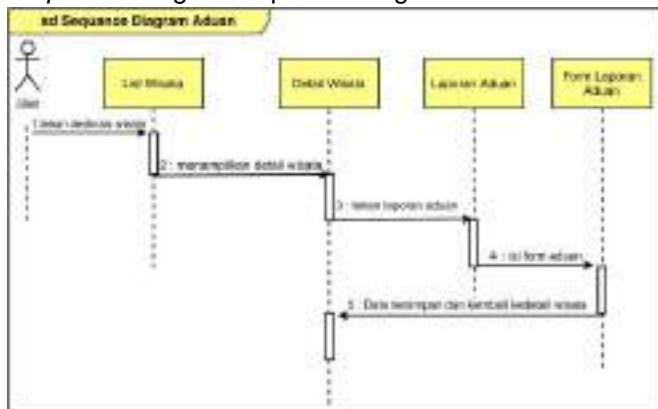 sd Sequance Diagram Aduan
User
List Wisata
Detail Wisata
Laporan Aduan
Form Laporan
Aduan
1 tekan destinasi wisata
2 : menampilkan detail wisata
3 : tekan laporan aduan
4 : isi form aduan
5 : Data tersimpan dan kembali kedetail wisata